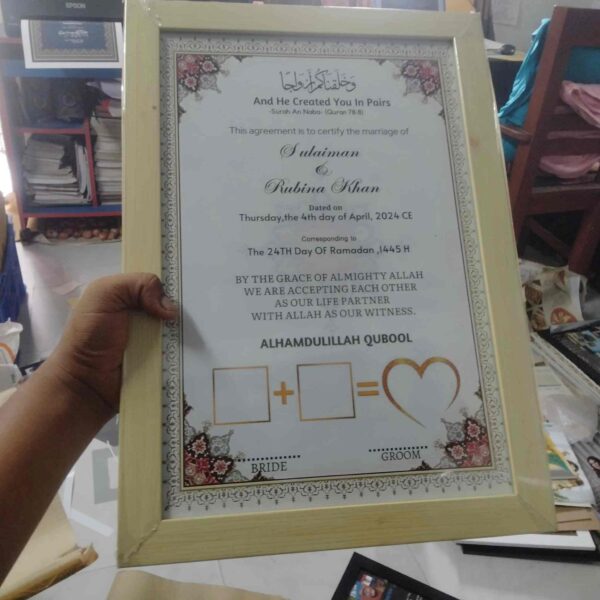 EPSON
وَخَلَقْنَاكُمْ أَزْوَاجًا
And He Created You In Pairs
-Surah An Naba- (Quran 78:8)
This agreement is to certify the marriage of
Sulaiman
&
Rubina Khan
Dated on
Thursday,the 4th day of April, 2024 CE
Corresponding to
The 24TH Day OF Ramadan ,1445 H
BY THE GRACE OF ALMIGHTY ALLAH
WE ARE ACCEPTING EACH OTHER
AS OUR LIFE PARTNER
WITH ALLAH AS OUR WITNESS.
ALHAMDULILLAH QUBOOL
+ =
BRIDE
GROOM